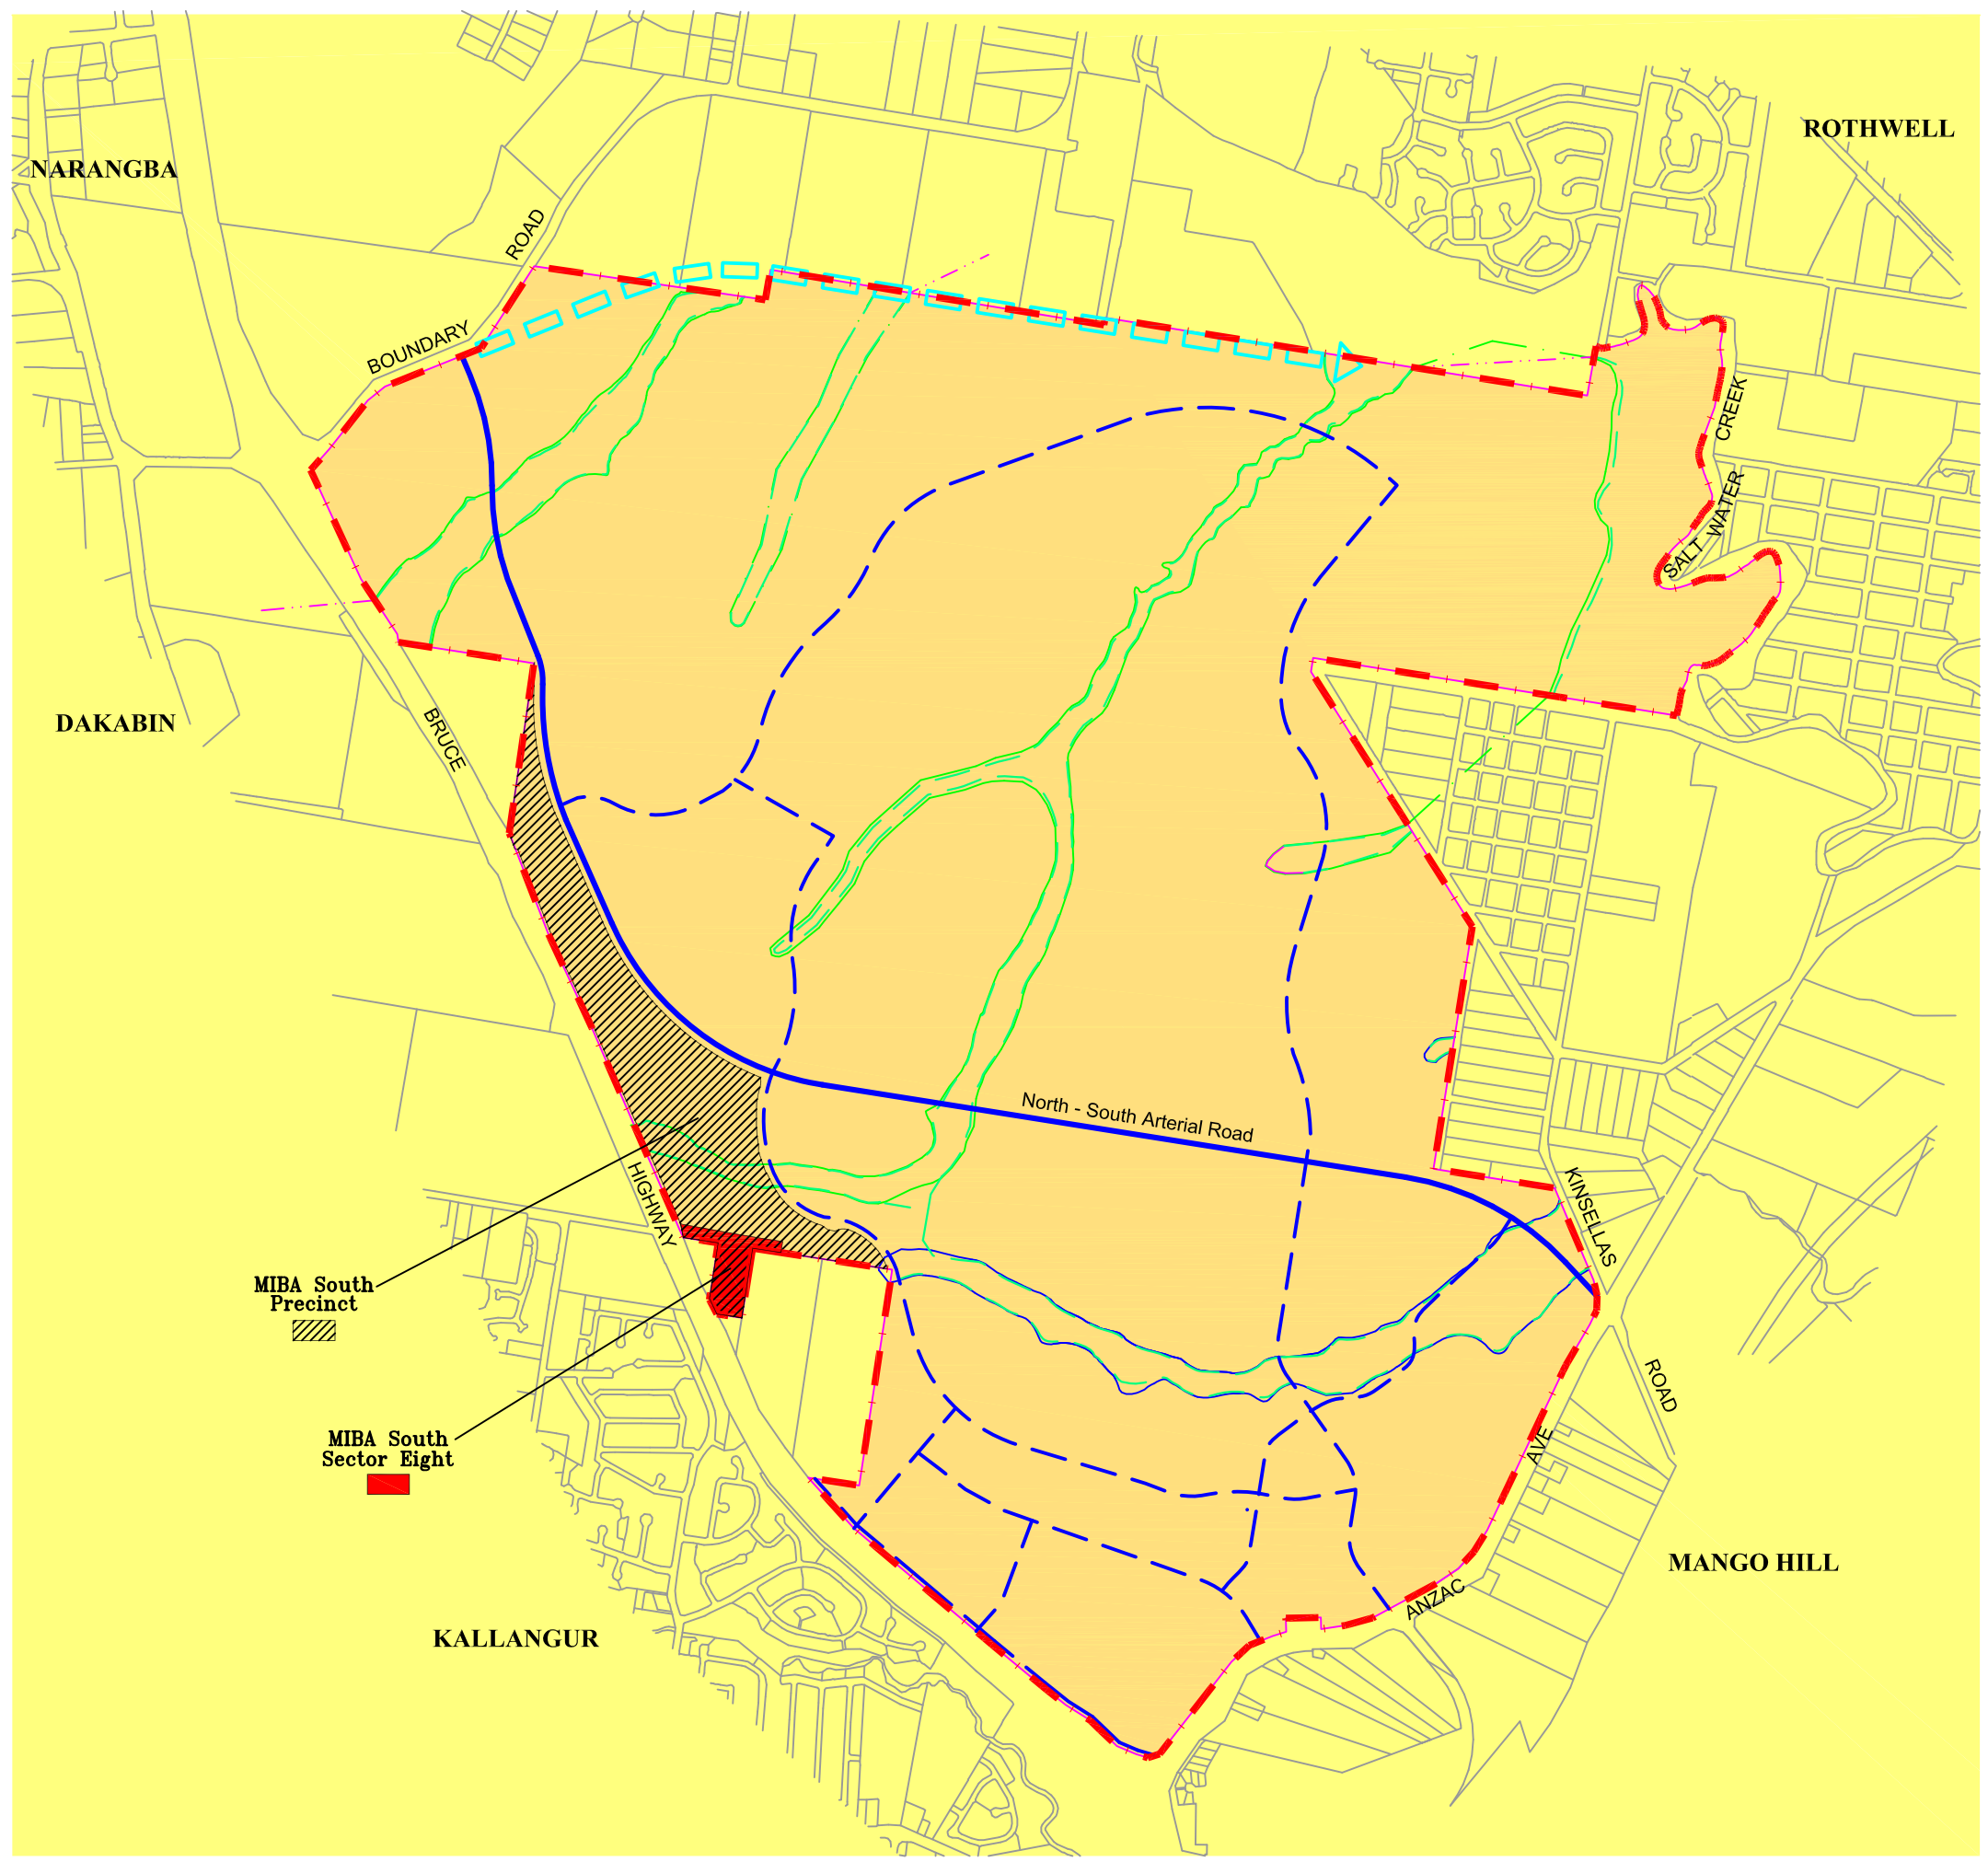 ROTHWELL
NARANGBA
ROAD
BOUNDARY
CREEK
SALT WATER
DAKABIN
BRUCE
North - South Arterial Road
HIGHWAY
KINSELLAS
MIBA South
Precinct
ROAD
MIBA South
Sector Eight
AVE
MANGO HILL
ANZAC
KALLANGUR